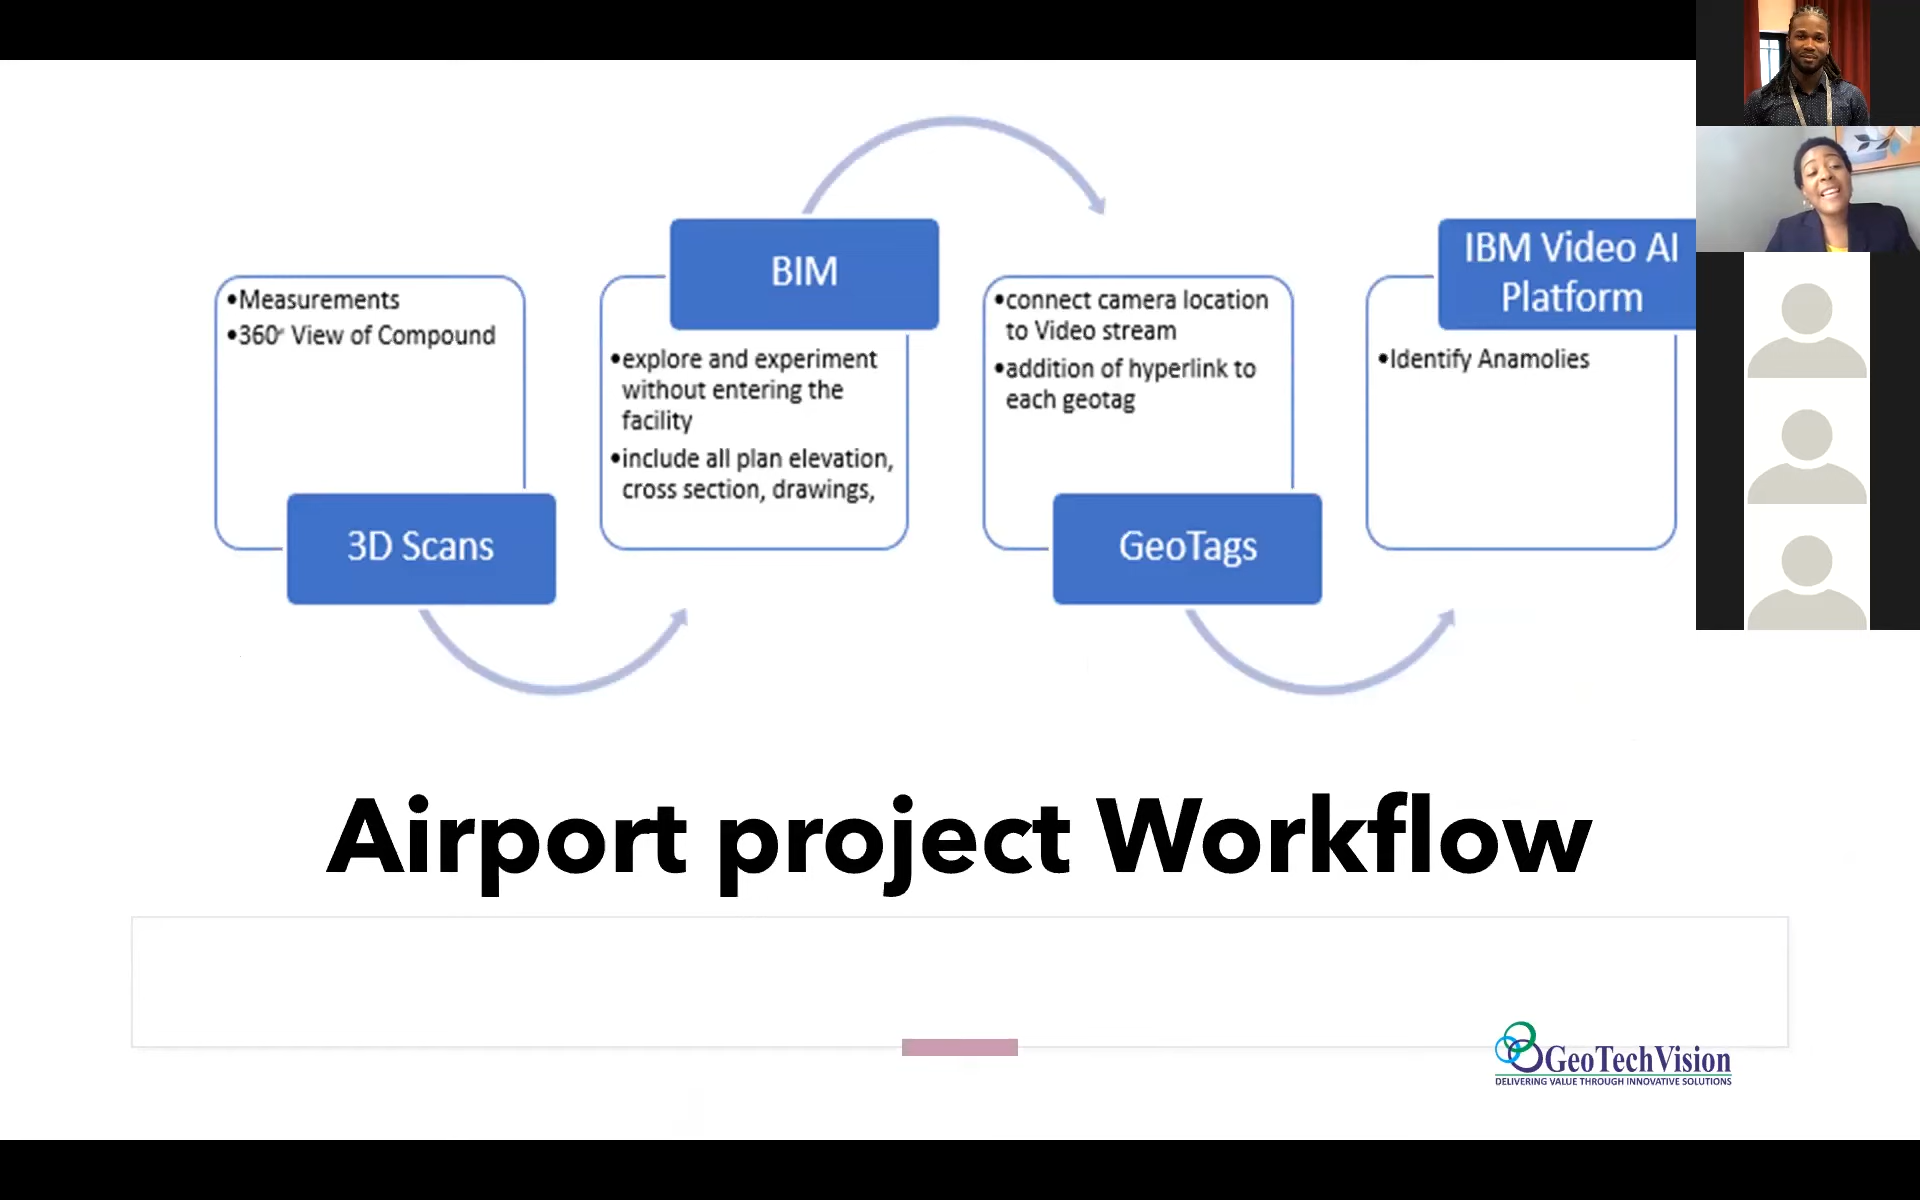 •Measurements
•360° View of Compound
3D Scans
BIM
•explore and experiment
without entering the
facility
•include all plan elevation,
cross section, drawings,
•connect camera location
to Video stream
•addition of hyperlink to
each geotag
GeoTags
IBM Video AI
Platform
•Identify Anamolies
Airport project Workflow
GeoTechVision
DELIVERING VALUE THROUGH INNOVATIVE SOLUTIONS